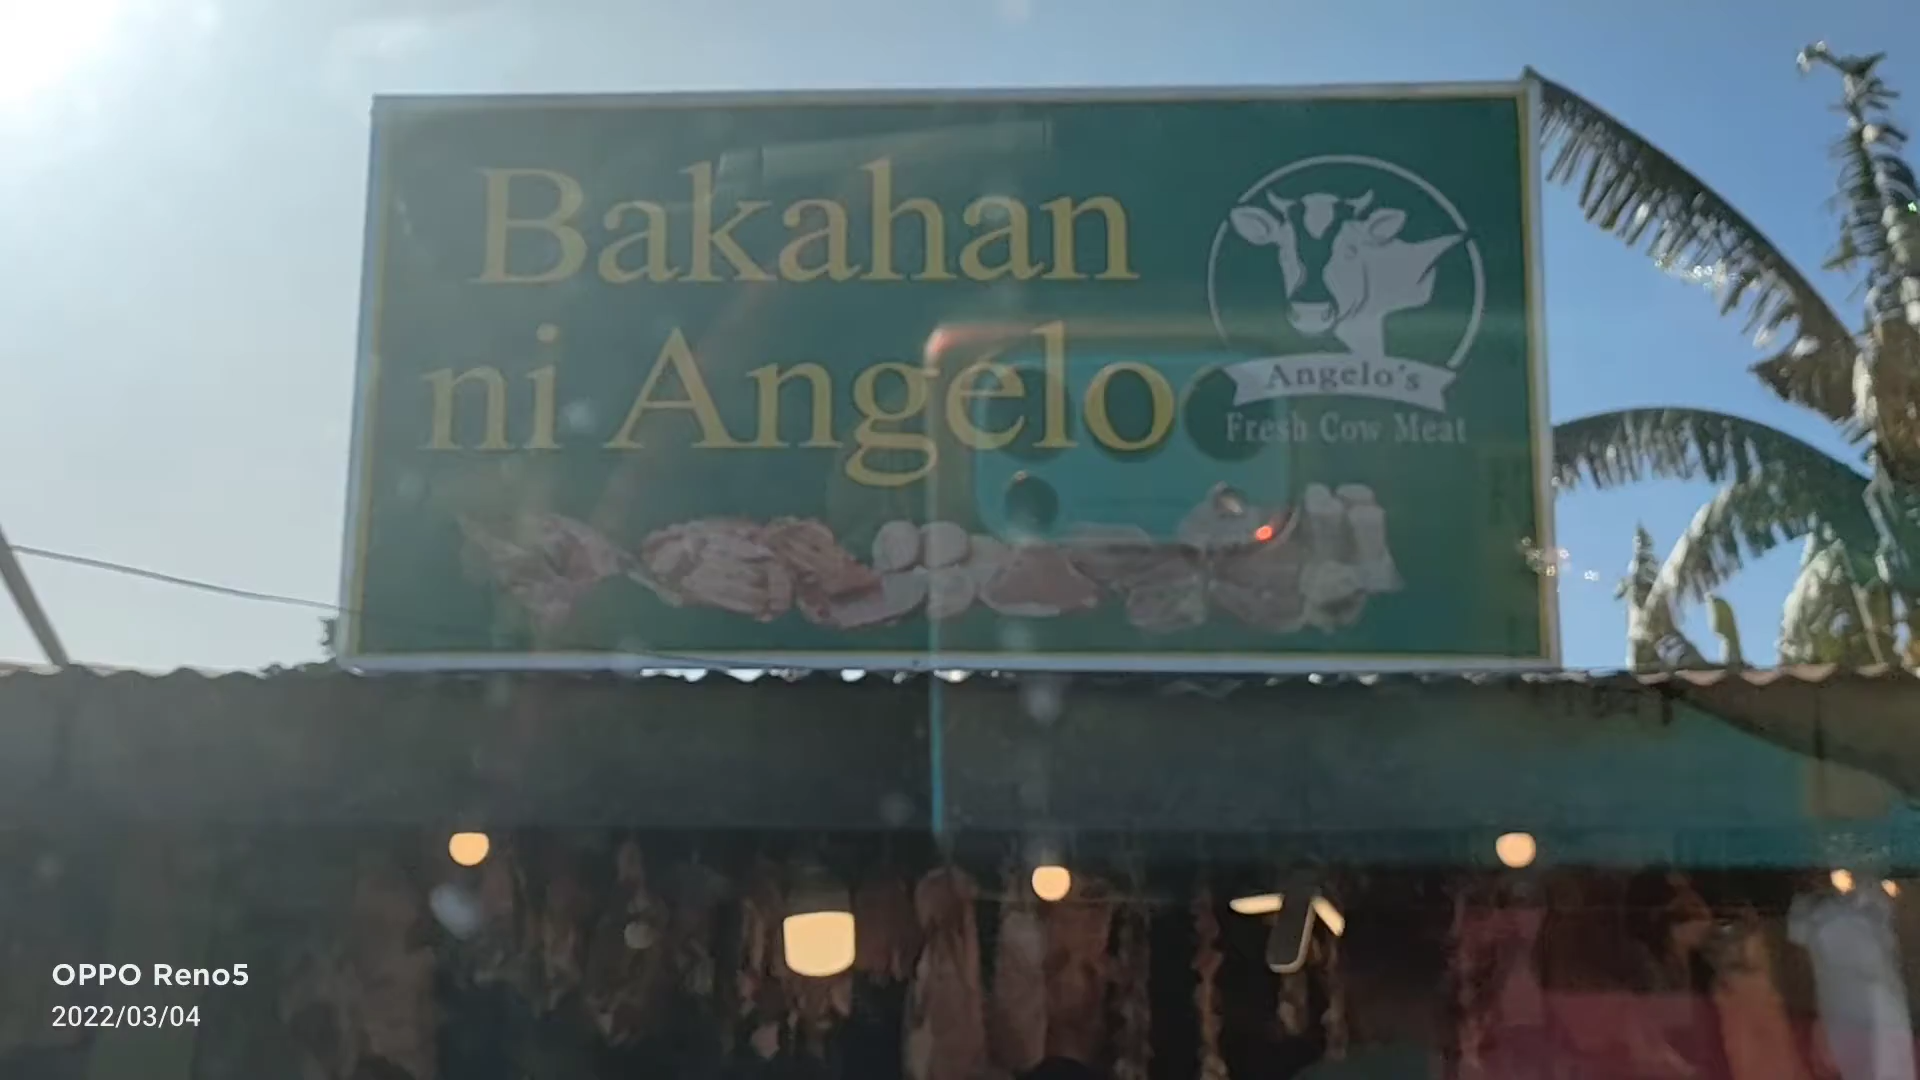 Bakahan
ni Angelo
Angelo's
Fresh Cow Meat
OPPO Reno5
2022/03/04